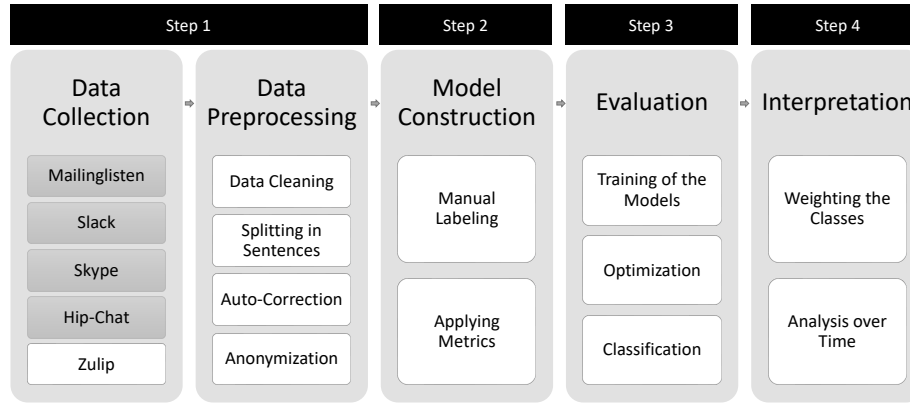 Step 1
Step 2
Step 3
Step 4
Data
Collection
Mailinglisten
Slack
Skype
Hip-Chat
Zulip
Data
Preprocessing
Data Cleaning
Splitting in
Sentences
Auto-Correction
Anonymization
Model
Construction
Manual
Labeling
Applying
Metrics
Evaluation
Training of the
Models
Optimization
Classification
Interpretation
Weighting the
Classes
Analysis over
Time